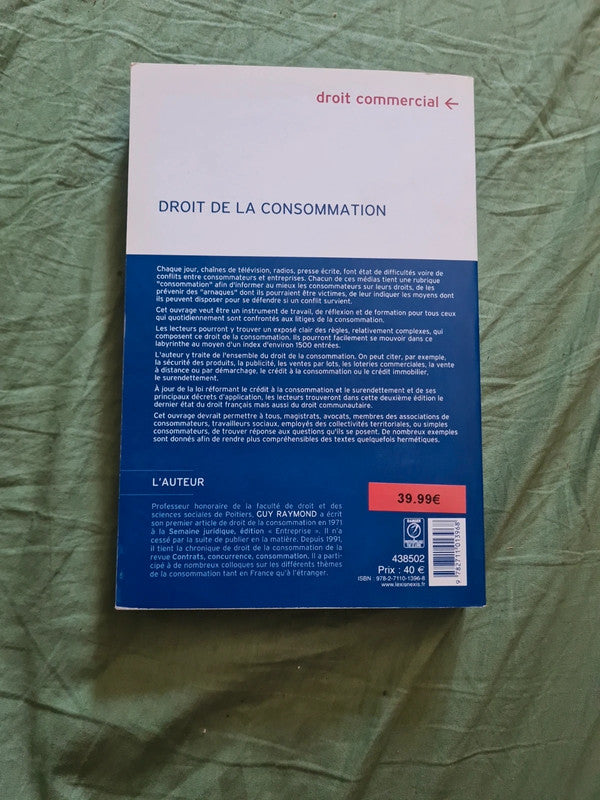 droit commercial ←
DROIT DE LA CONSOMMATION
Chaque jour, chaînes de télévision, radios, presse écrite, font état de difficultés voire de
conflits entre consommateurs et entreprises. Chacun de ces médias tient une rubrique
"consommation" afin d'informer au mieux les consommateurs sur leurs droits, de les
prévenir des "arnaques" dont ils pourraient être victimes, de leur indiquer les moyens dont
ils peuvent disposer pour se défendre si un conflit survient.
Cet ouvrage veut être un instrument de travail, de réflexion et de formation pour tous ceux
qui quotidiennement sont confrontés aux litiges de la consommation.
Les lecteurs pourront y trouver un exposé clair des règles, relativement complexes, qui
composent ce droit de la consommation. Ils pourront facilement se mouvoir dans ce
labyrinthe au moyen d'un index d'environ 1500 entrées.
L'auteur y traite de l'ensemble du droit de la consommation. On peut citer, par exemple,
la sécurité des produits, la publicité, les ventes par lots, les loteries commerciales, la vente
à distance ou par démarchage, le crédit à la consommation ou le crédit immobilier,
le surendettement.
À jour de la loi réformant le crédit à la consommation et le surendettement et de ses
principaux décrets d'application, les lecteurs trouveront dans cette deuxième édition le
dernier état du droit français mais aussi du droit communautaire.
Cet ouvrage devrait permettre à tous, magistrats, avocats, membres des associations de
consommateurs, travailleurs sociaux, employés des collectivités territoriales, ou simples
consommateurs, de trouver réponse aux questions qu'ils se posent. De nombreux exemples
sont donnés afin de rendre plus compréhensibles des textes quelquefois hermétiques.
L'AUTEUR
Professeur honoraire de la faculté de droit et des
sciences sociales de Poitiers, GUY RAYMOND a écrit
son premier article de droit de la consommation en 1971
à la Semaine juridique, édition « Entreprise ». Il n'a
cessé par la suite de publier en la matière. Depuis 1991,
il tient la chronique de droit de la consommation de la
revue Contrats, concurrence, consommation. Il a parti-
cipé à de nombreux colloques sur les différents thèmes
de la consommation tant en France qu'à l'étranger.
39.99€
DANGER
438502
Prix : 40 €
ISBN : 978-2-7110-1396-8
www.lexisnexis.fr
9 782711 013968